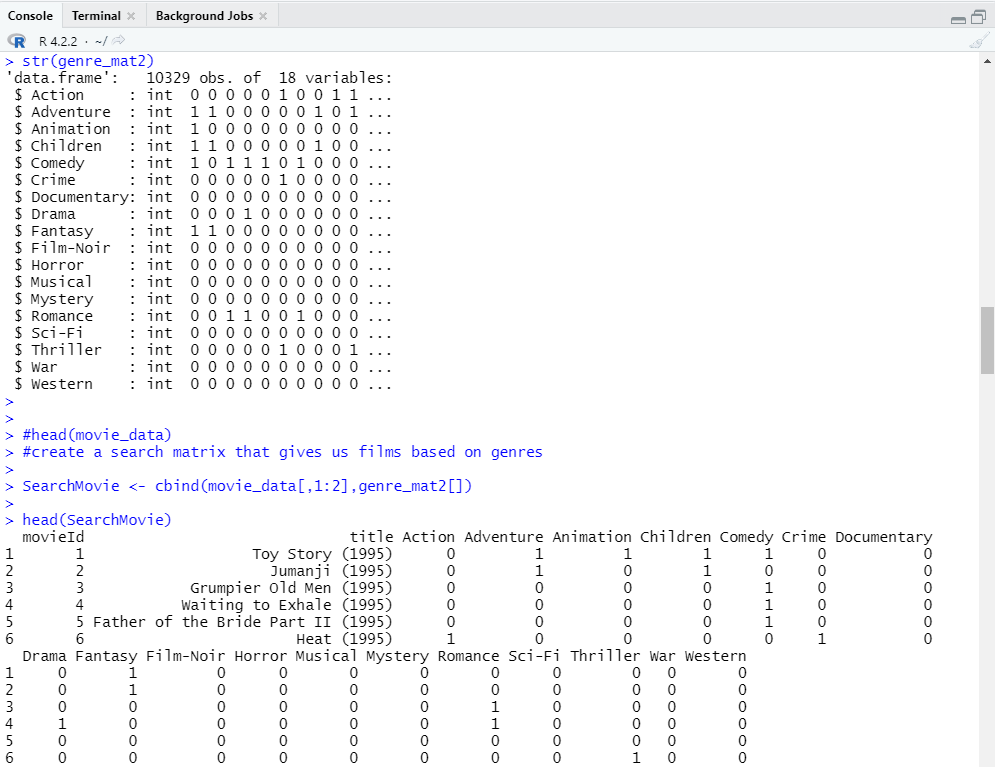 Console Terminal Background Jobs
R 4.2.2 · ~/
> str(genre_mat2)
'data.frame':	10329 obs. of  18 variables:
 $ Action     : int  0 0 0 0 0 1 0 0 1 1 ...
 $ Adventure  : int  1 1 0 0 0 0 0 1 0 1 ...
 $ Animation  : int  1 0 0 0 0 0 0 0 0 0 ...
 $ Children   : int  1 1 0 0 0 0 0 1 0 0 ...
 $ Comedy     : int  1 0 1 1 1 0 1 0 0 0 ...
 $ Crime      : int  0 0 0 0 0 1 0 0 0 0 ...
 $ Documentary: int  0 0 0 0 0 0 0 0 0 0 ...
 $ Drama      : int  0 0 0 1 0 0 0 0 0 0 ...
 $ Fantasy    : int  1 1 0 0 0 0 0 0 0 0 ...
 $ Film-Noir  : int  0 0 0 0 0 0 0 0 0 0 ...
 $ Horror     : int  0 0 0 0 0 0 0 0 0 0 ...
 $ Musical    : int  0 0 0 0 0 0 0 0 0 0 ...
 $ Mystery    : int  0 0 0 0 0 0 0 0 0 0 ...
 $ Romance    : int  0 0 1 1 0 0 1 0 0 0 ...
 $ Sci-Fi     : int  0 0 0 0 0 0 0 0 0 0 ...
 $ Thriller   : int  0 0 0 0 0 1 0 0 0 1 ...
 $ War        : int  0 0 0 0 0 0 0 0 0 0 ...
 $ Western    : int  0 0 0 0 0 0 0 0 0 0 ...
>
>
> #head(movie_data)
> #create a search matrix that gives us films based on genres
>
> SearchMovie <- cbind(movie_data[,1:2],genre_mat2[])
>
> head(SearchMovie)
  movieId                              title Action Adventure Animation Children Comedy Crime Documentary
1       1                   Toy Story (1995)      0         1         1        1      1     0           0
2       2                     Jumanji (1995)      0         1         0        1      0     0           0
3       3            Grumpier Old Men (1995)      0         0         0        0      1     0           0
4       4           Waiting to Exhale (1995)      0         0         0        0      1     0           0
5       5 Father of the Bride Part II (1995)      0         0         0        0      1     0           0
6       6                        Heat (1995)      1         0         0        0      0     1           0
  Drama Fantasy Film-Noir Horror Musical Mystery Romance Sci-Fi Thriller War Western
1     0       1         0      0       0       0       0      0        0   0       0
2     0       1         0      0       0       0       0      0        0   0       0
3     0       0         0      0       0       0       1      0        0   0       0
4     1       0         0      0       0       0       1      0        0   0       0
5     0       0         0      0       0       0       0      0        0   0       0
6     0       0         0      0       0       0       0      0        1   0       0